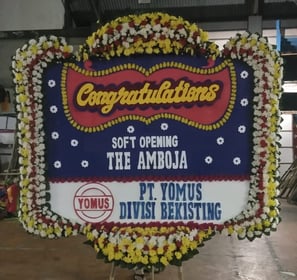 Congratulations
SOFT OPENING
THE AMBOJA
YOMUS
PT. YOMUS
DIVISI BEKISTING